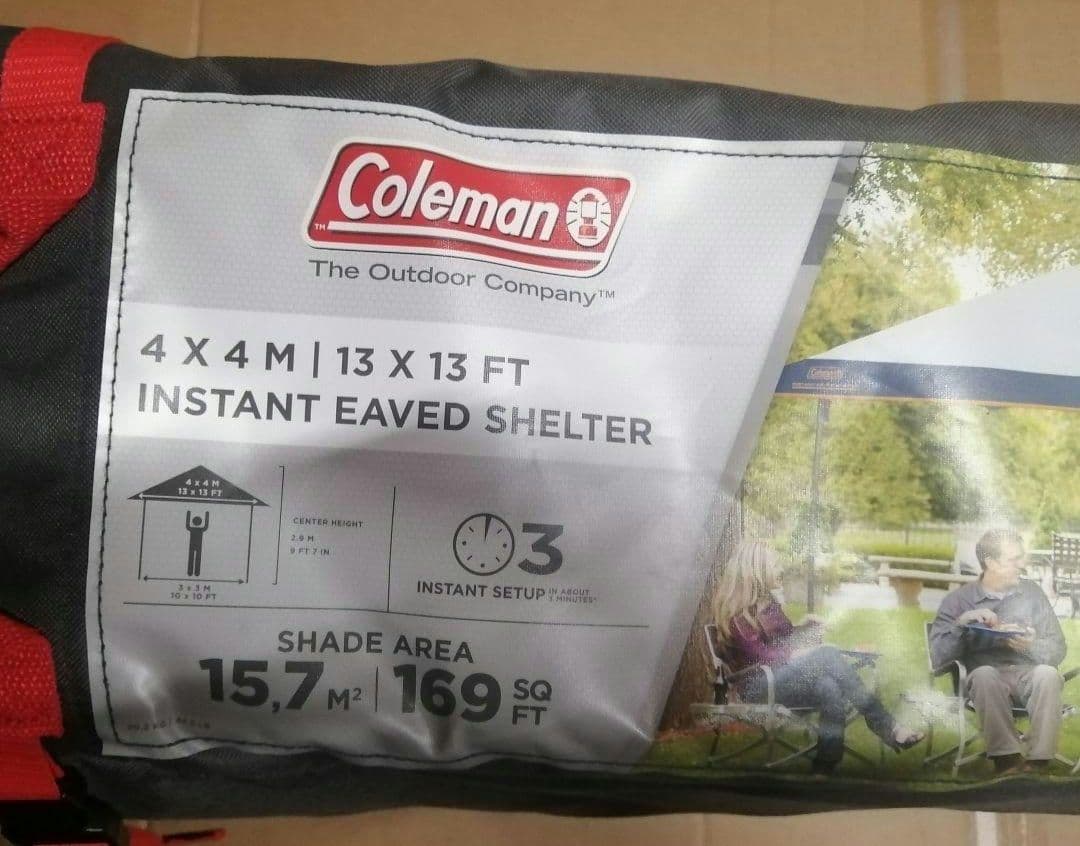 Coleman
TM
The Outdoor Company™
4 X 4 M | 13 X 13 FT
INSTANT EAVED SHELTER
4 x 4 M
13 x 13 FT
CENTER HEIGHT
2.9 M
9 FT 7 IN
3 x 3 M
10 x 10 FT
3
INSTANT SETUP IN ABOUT
3 MINUTES*
SHADE AREA
15,7 M² | 169 SQ
FT
Coleman